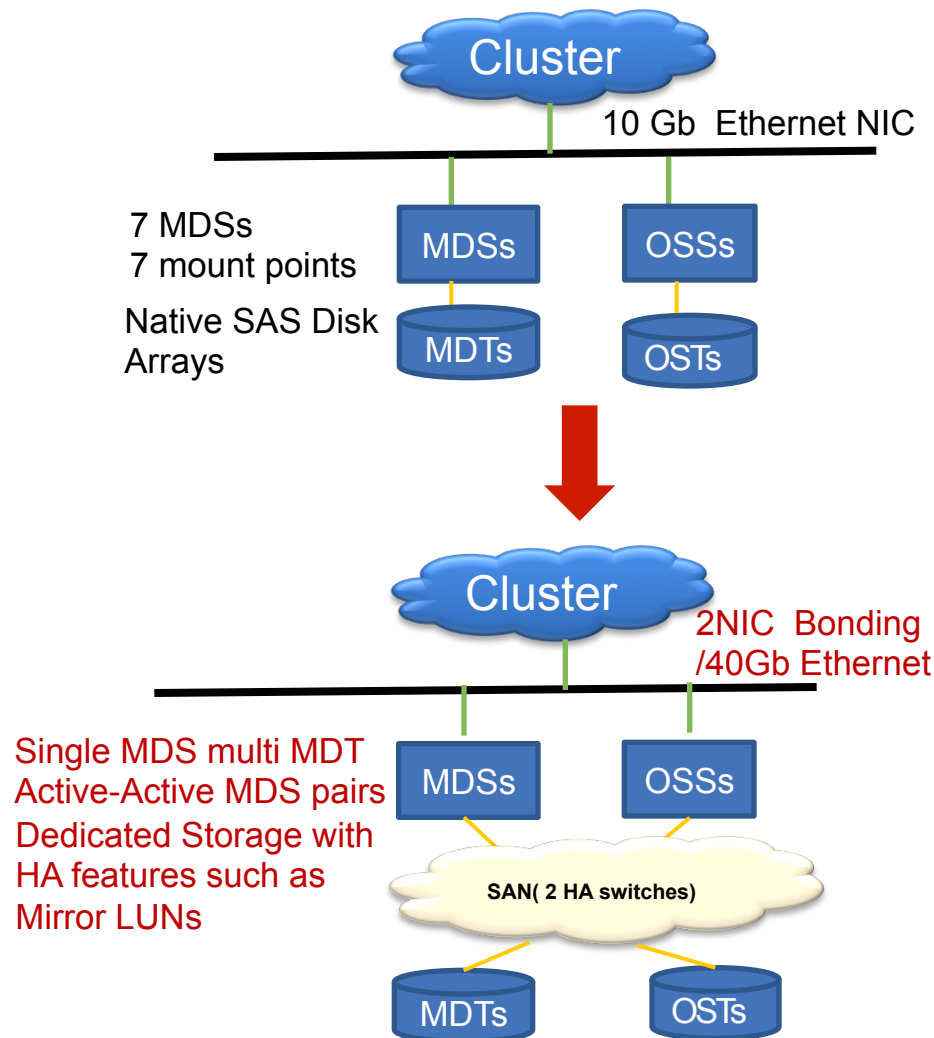 Cluster
10 Gb Ethernet NIC
7 MDSs
7 mount points
MDSs
OSSs
Native SAS Disk
Arrays
MDTs
OSTs
Cluster
2NIC Bonding
/40Gb Ethernet
Single MDS multi MDT
Active-Active MDS pairs
Dedicated Storage with
HA features such as
Mirror LUNs
MDSs
OSSs
SAN( 2 HA switches)
MDTs
OSTs